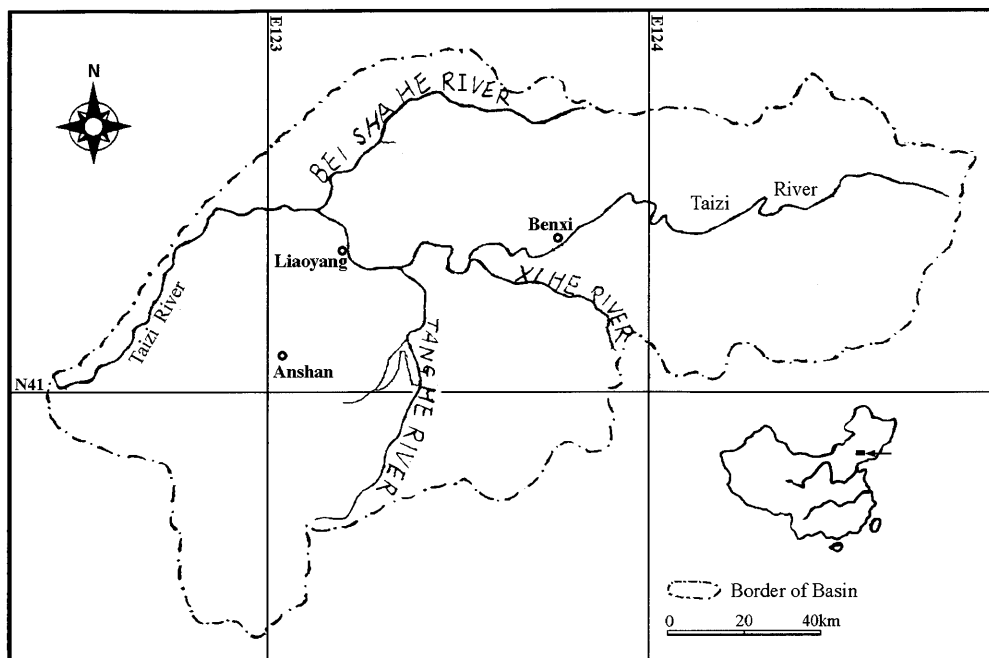 E123
E124
N
BEI SHA HE RIVER
Taizi River
Benxi
Liaoyang
XI HE RIVER
Taizi River
TANG HE RIVER
Anshan
N41
Border of Basin
0 20 40km